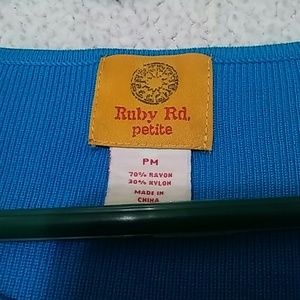 Ruby Rd.
petite
PM
70% RAYON
30% NYLON
MADE IN
CHINA